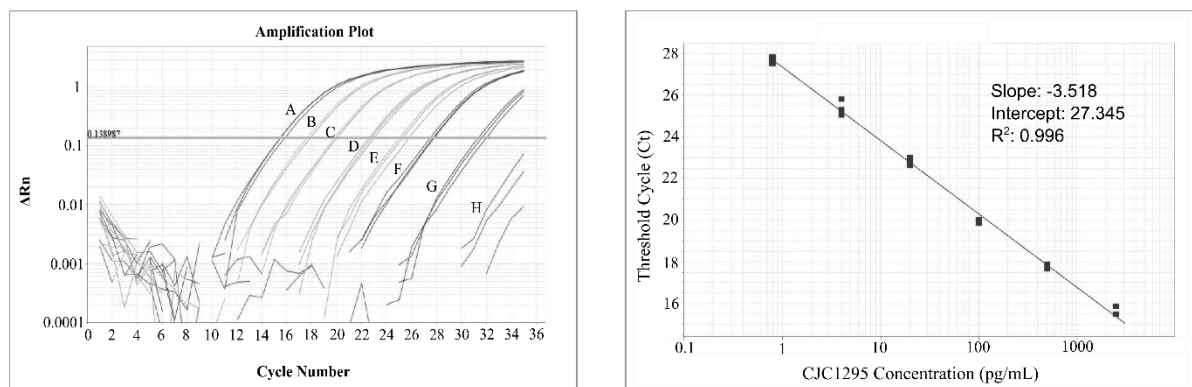 Amplification Plot
ΔRn
1
0.1
0.01
0.001
0.0001
0.138987
A
B
C
D
E
F
G
H
0 2 4 6 8 10 12 14 16 18 20 22 24 26 28 30 32 34 36
Cycle Number
Threshold Cycle (Ct)
28
26
24
22
20
18
16
Slope: -3.518
Intercept: 27.345
R²: 0.996
0.1 1 10 100 1000
CJC1295 Concentration (pg/mL)